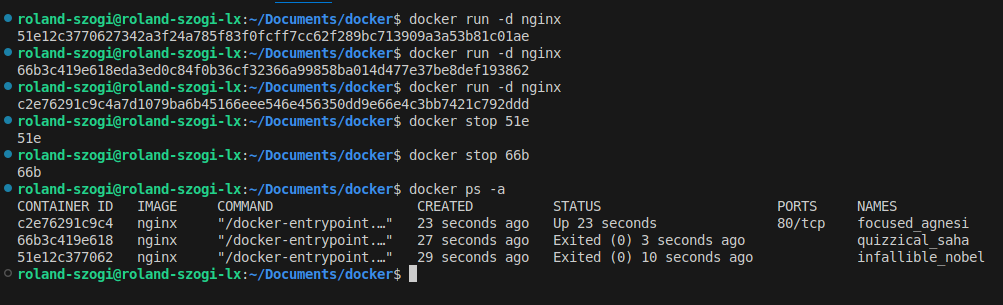 roland-szogi@roland-szogi-lx:~/Documents/docker$ docker run -d nginx
51e12c3770627342a3f24a785f83f0fcff7cc62f289bc713909a3a53b81c01ae
roland-szogi@roland-szogi-lx:~/Documents/docker$ docker run -d nginx
66b3c419e618eda3ed0c84f0b36cf32366a99858ba014d477e37be8def193862
roland-szogi@roland-szogi-lx:~/Documents/docker$ docker run -d nginx
c2e76291c9c4a7d1079ba6b45166eee546e456350dd9e66e4c3bb7421c792ddd
roland-szogi@roland-szogi-lx:~/Documents/docker$ docker stop 51e
51e
roland-szogi@roland-szogi-lx:~/Documents/docker$ docker stop 66b
66b
roland-szogi@roland-szogi-lx:~/Documents/docker$ docker ps -a
CONTAINER ID   IMAGE     COMMAND                  CREATED          STATUS                      PORTS     NAMES
c2e76291c9c4   nginx     "/docker-entrypoint.…"   23 seconds ago   Up 23 seconds               80/tcp    focused_agnesi
66b3c419e618   nginx     "/docker-entrypoint.…"   27 seconds ago   Exited (0) 3 seconds ago              quizzical_saha
51e12c377062   nginx     "/docker-entrypoint.…"   29 seconds ago   Exited (0) 10 seconds ago             infallible_nobel
roland-szogi@roland-szogi-lx:~/Documents/docker$